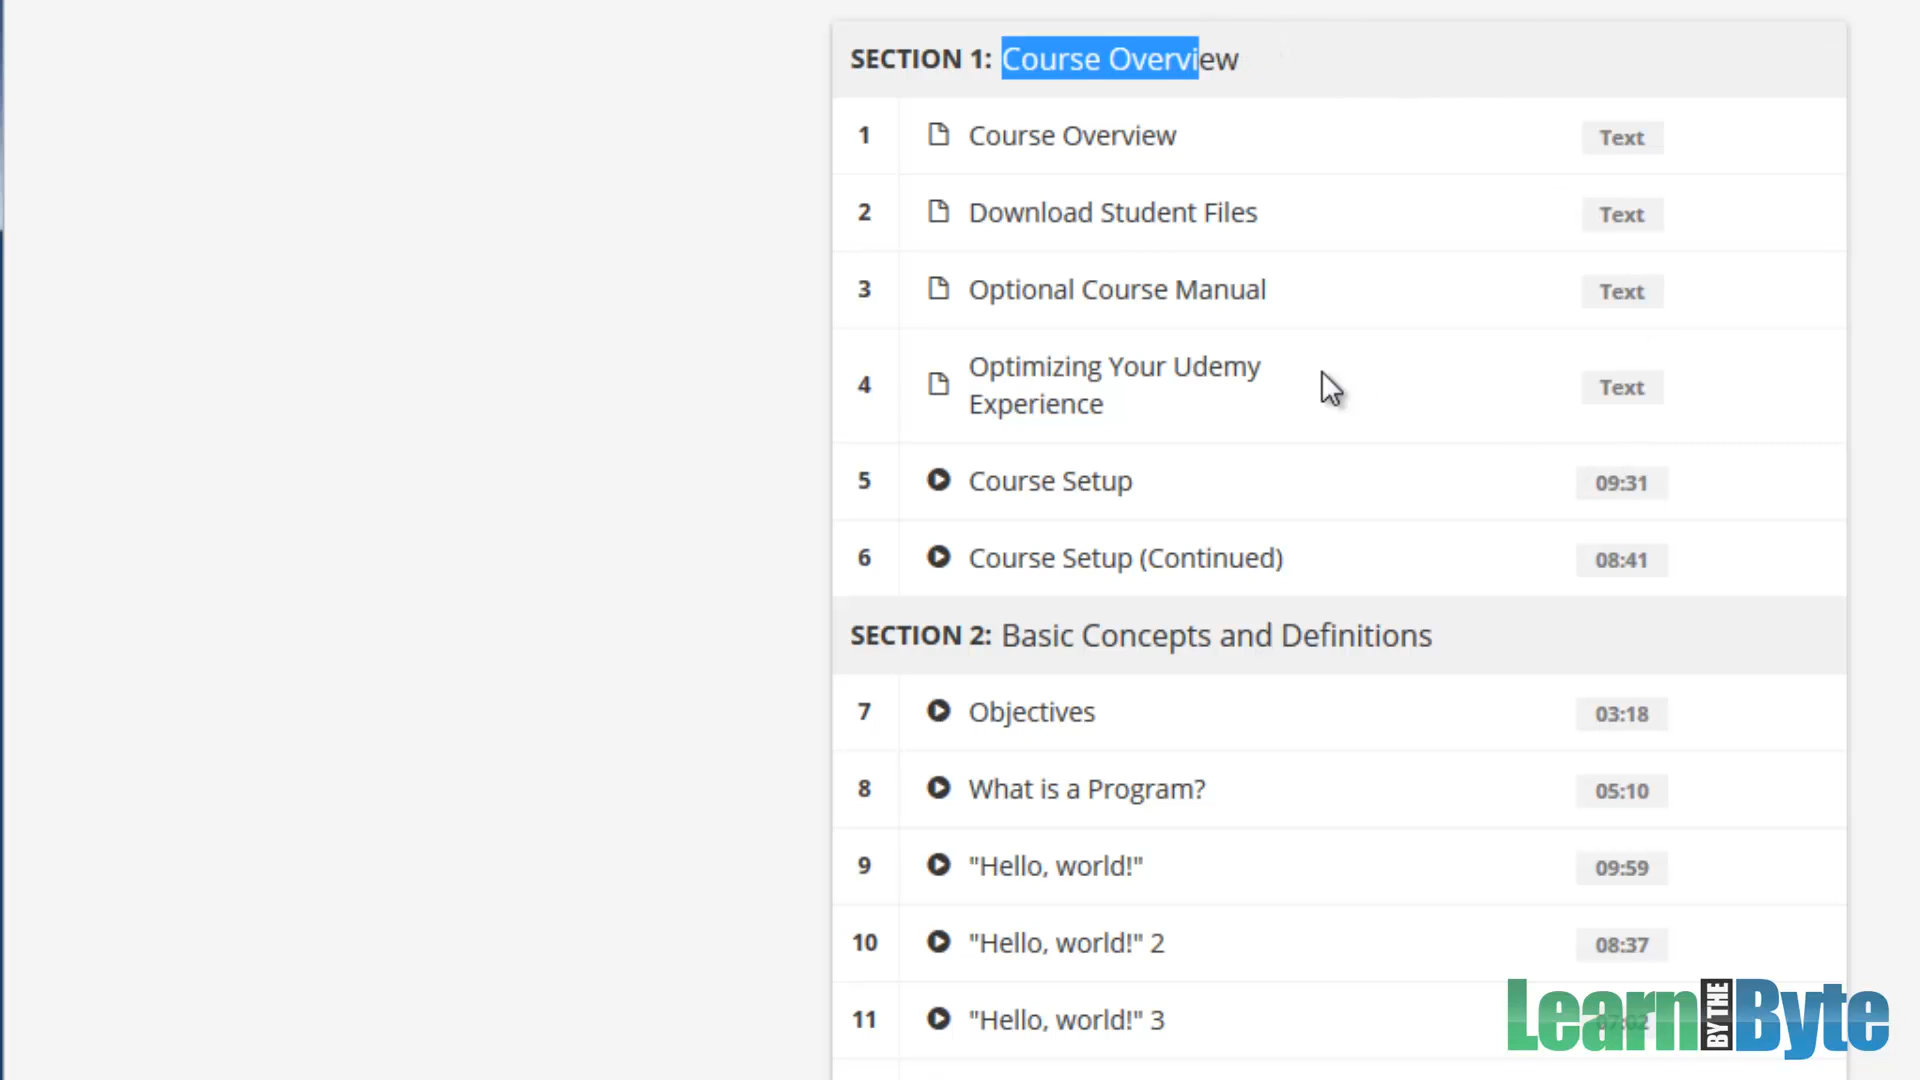 SECTION 1: Course Overview
1 Course Overview Text
2 Download Student Files Text
3 Optional Course Manual Text
4 Optimizing Your Udemy Experience Text
5 Course Setup 09:31
6 Course Setup (Continued) 08:41
SECTION 2: Basic Concepts and Definitions
7 Objectives 03:18
8 What is a Program? 05:10
9 "Hello, world!" 09:59
10 "Hello, world!" 2 08:37
11 "Hello, world!" 3
Learn BY THE Byte